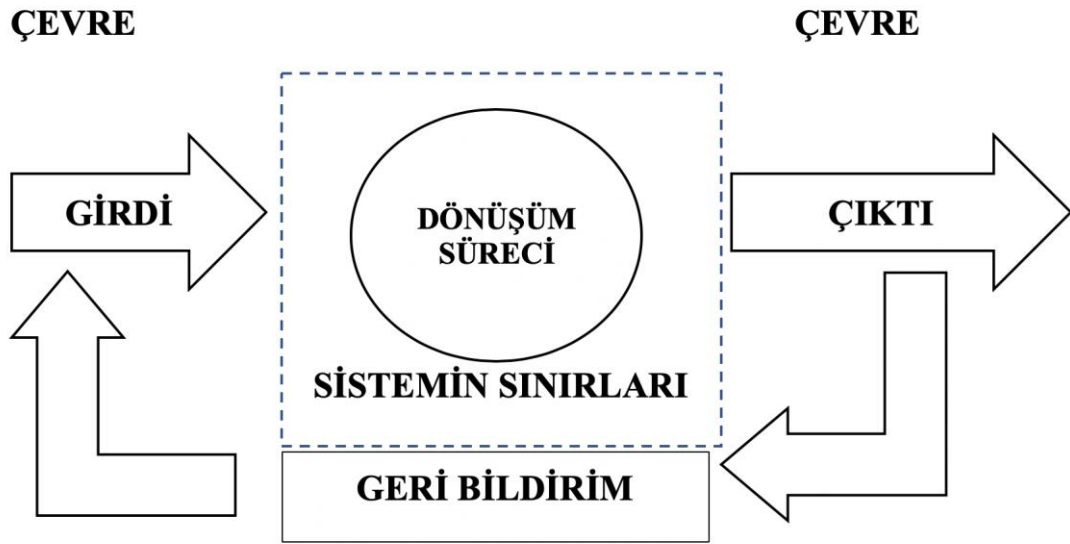 ÇEVRE
ÇEVRE
GİRDİ
DÖNÜŞÜM
SÜRECİ
ÇIKTI
SİSTEMİN SINIRLARI
GERİ BİLDİRİM